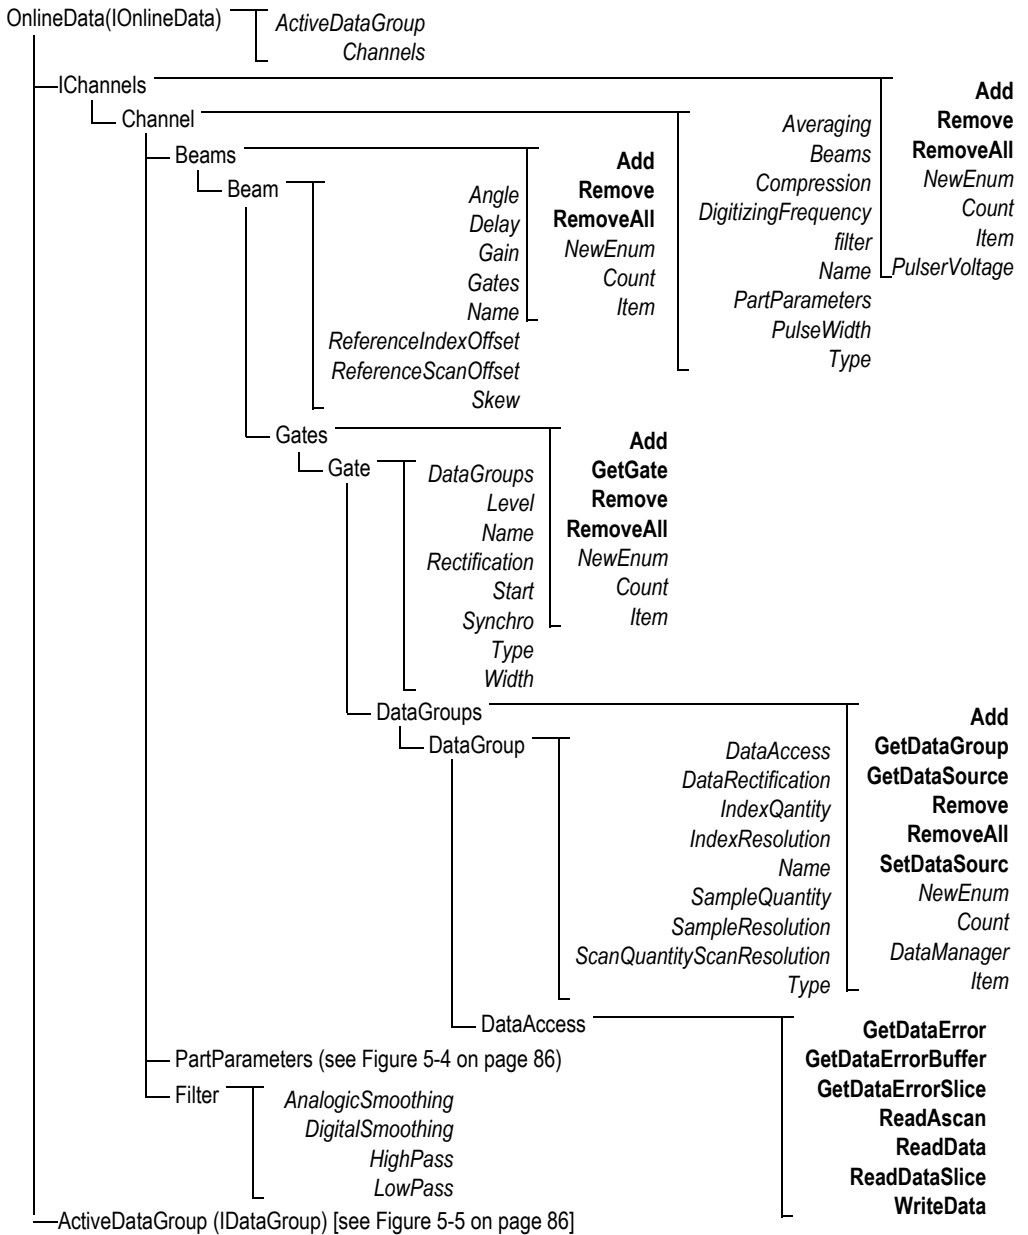 OnlineData(IOnlineData)
ActiveDataGroup
Channels
IChannels
Add
Remove
RemoveAll
NewEnum
Count
Item
PulserVoltage
Channel
Averaging
Beams
Compression
DigitizingFrequency
filter
Name
PartParameters
PulseWidth
Type
Beams
Add
Remove
RemoveAll
NewEnum
Count
Item
Beam
Angle
Delay
Gain
Gates
Name
ReferenceIndexOffset
ReferenceScanOffset
Skew
Gates
Add
GetGate
Remove
RemoveAll
NewEnum
Count
Item
Gate
DataGroups
Level
Name
Rectification
Start
Synchro
Type
Width
DataGroups
Add
GetDataGroup
GetDataSource
Remove
RemoveAll
SetDataSourc
NewEnum
Count
DataManager
Item
DataGroup
DataAccess
DataRectification
IndexQantity
IndexResolution
Name
SampleQuantity
SampleResolution
ScanQuantityScanResolution
Type
DataAccess
GetDataError
GetDataErrorBuffer
GetDataErrorSlice
ReadAscan
ReadData
ReadDataSlice
WriteData
PartParameters (see Figure 5-4 on page 86)
Filter
AnalogicSmoothing
DigitalSmoothing
HighPass
LowPass
ActiveDataGroup (IDataGroup) [see Figure 5-5 on page 86]